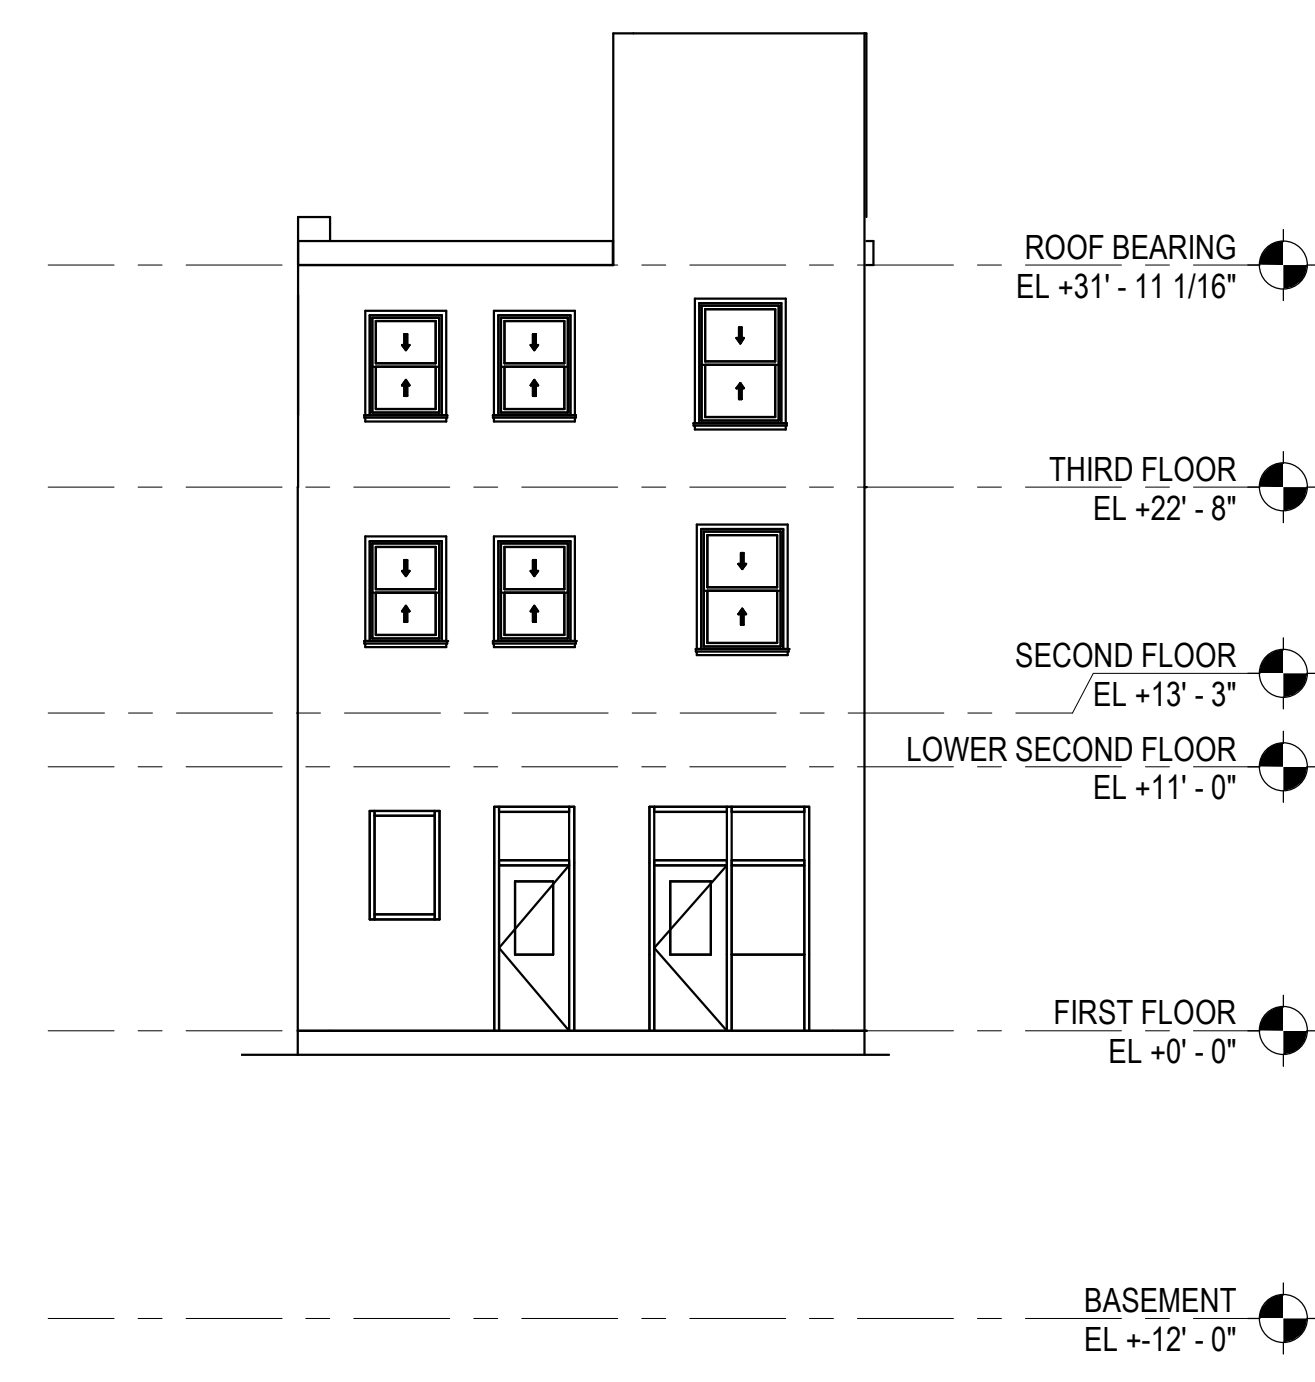 ROOF BEARING
EL +31' - 11 1/16"
THIRD FLOOR
EL +22' - 8"
SECOND FLOOR
EL +13' - 3"
LOWER SECOND FLOOR
EL +11' - 0"
FIRST FLOOR
EL +0' - 0"
BASEMENT
EL +-12' - 0"